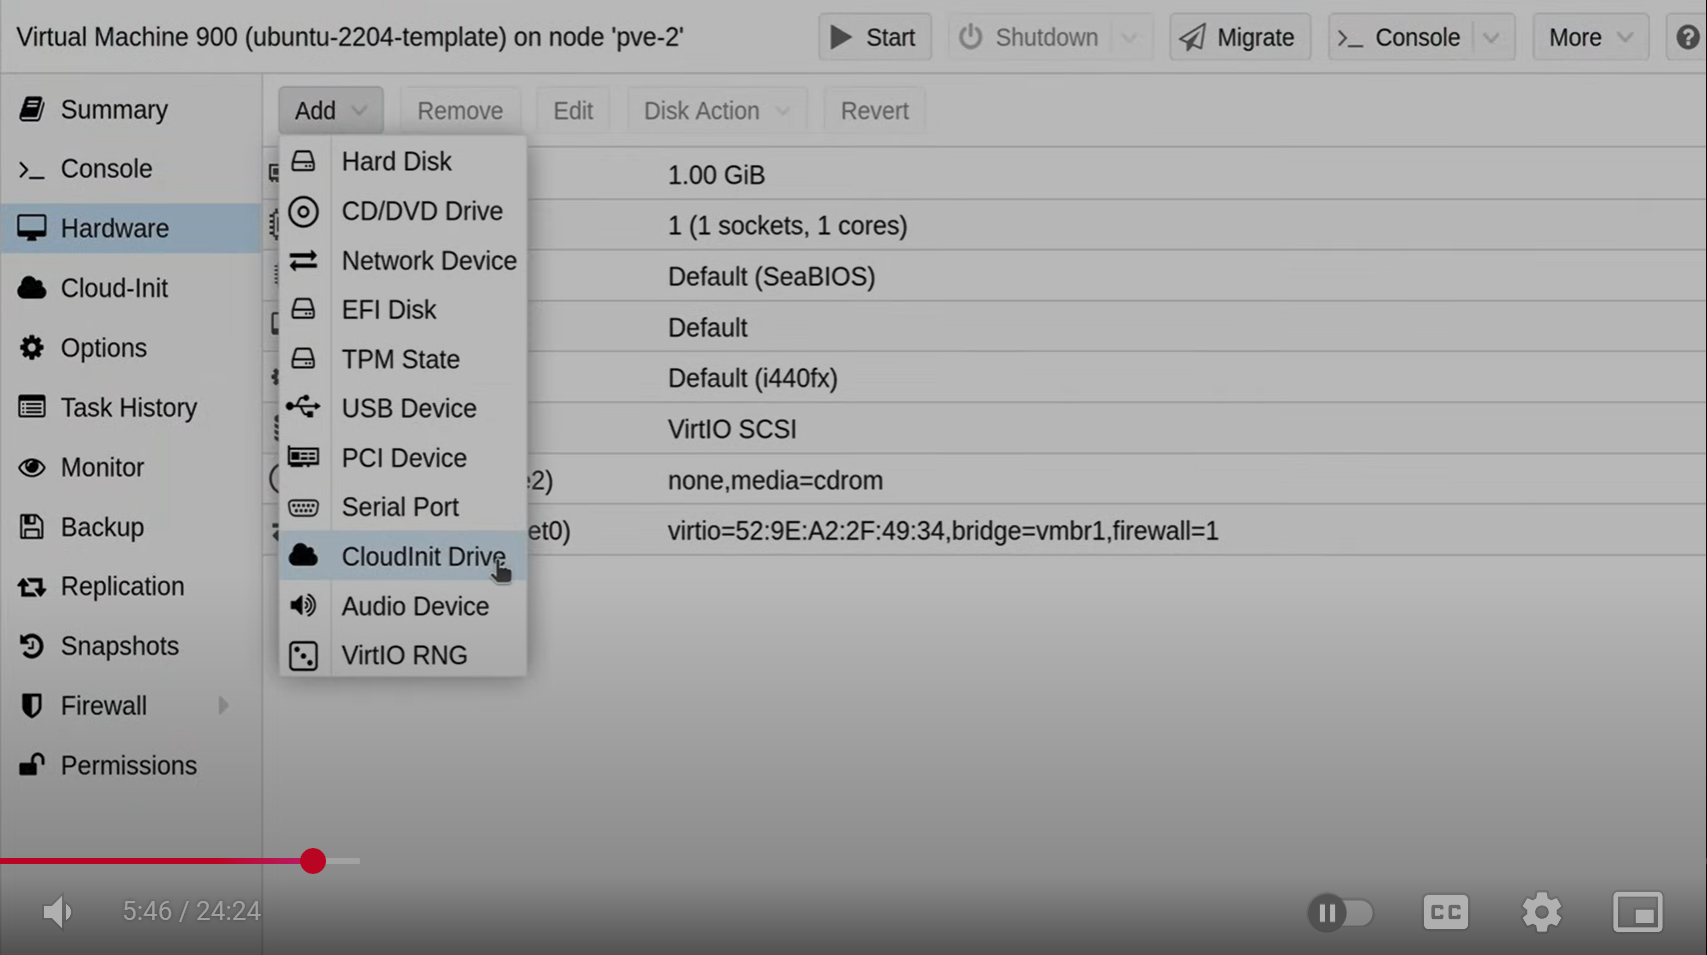 Virtual Machine 900 (ubuntu-2204-template) on node 'pve-2' Start Shutdown Migrate >_ Console More ?
Summary
Console
Hardware
Cloud-Init
Options
Task History
Monitor
Backup
Replication
Snapshots
Firewall
Permissions
Add Remove Edit Disk Action Revert
Hard Disk
CD/DVD Drive
Network Device
EFI Disk
TPM State
USB Device
PCI Device
Serial Port
CloudInit Drive
Audio Device
VirtIO RNG
1.00 GiB
1 (1 sockets, 1 cores)
Default (SeaBIOS)
Default
Default (i440fx)
VirtIO SCSI
2) none,media=cdrom
et0) virtio=52:9E:A2:2F:49:34,bridge=vmbr1,firewall=1
5:46 / 24:24 CC